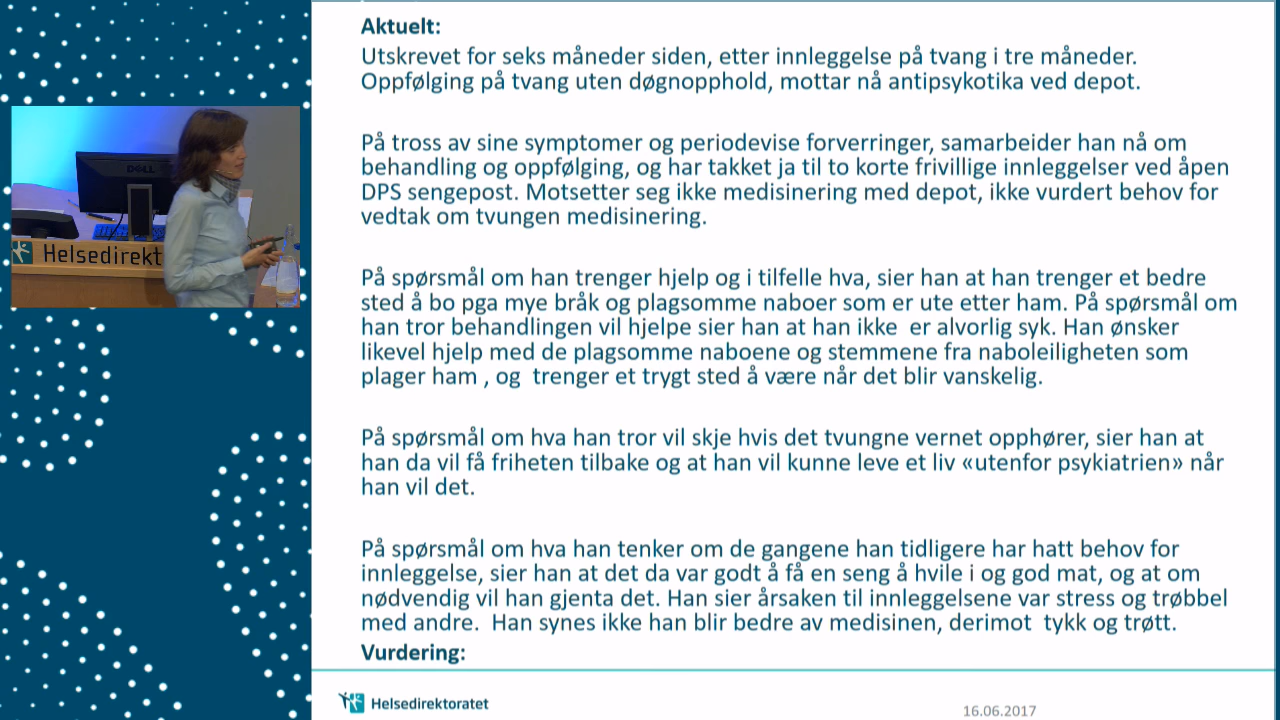 Aktuelt:
Utskrevet for seks måneder siden, etter innleggelse på tvang i tre måneder.
Oppfølging på tvang uten døgnopphold, mottar nå antipsykotika ved depot.
På tross av sine symptomer og periodevise forverringer, samarbeider han nå om
behandling og oppfølging, og har takket ja til to korte frivillige innleggelser ved åpen
DPS sengepost. Motsetter seg ikke medisinering med depot, ikke vurdert behov for
vedtak om tvungen medisinering.
På spørsmål om han trenger hjelp og i tilfelle hva, sier han at han trenger et bedre
sted å bo pga mye bråk og plagsomme naboer som er ute etter ham. På spørsmål om
han tror behandlingen vil hjelpe sier han at han ikke  er alvorlig syk. Han ønsker
likevel hjelp med de plagsomme naboene og stemmene fra naboleiligheten som
plager ham , og  trenger et trygt sted å være når det blir vanskelig.
På spørsmål om hva han tror vil skje hvis det tvungne vernet opphører, sier han at
han da vil få friheten tilbake og at han vil kunne leve et liv «utenfor psykiatrien» når
han vil det.
På spørsmål om hva han tenker om de gangene han tidligere har hatt behov for
innleggelse, sier han at det da var godt å få en seng å hvile i og god mat, og at om
nødvendig vil han gjenta det. Han sier årsaken til innleggelsene var stress og trøbbel
med andre.  Han synes ikke han blir bedre av medisinen, derimot  tykk og trøtt.
Vurdering:
Helsedirektoratet
16.06.2017
DELL
Helsedirekt